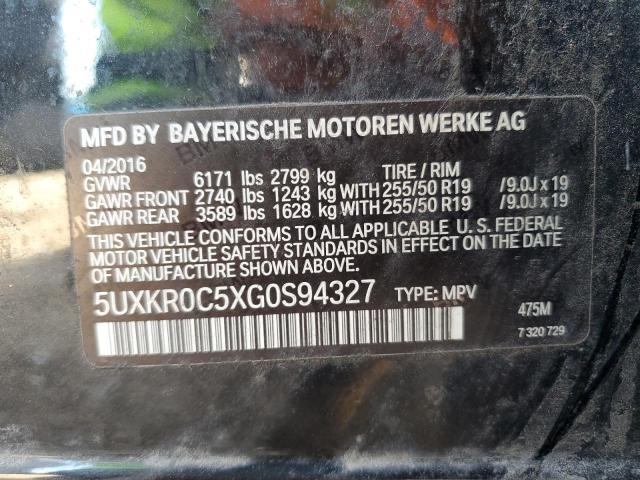 MFD BY BAYERISCHE MOTOREN WERKE AG
04/2016 TIRE / RIM
GVWR 6171 lbs 2799 kg
GAWR FRONT 2740 lbs 1243 kg WITH 255/50 R19 /9.0J x 19
GAWR REAR 3589 lbs 1628 kg WITH 255/50 R19 /9.0J x 19
THIS VEHICLE CONFORMS TO ALL APPLICABLE U. S. FEDERAL
MOTOR VEHICLE SAFETY STANDARDS IN EFFECT ON THE DATE
OF MANUFACTURE SHOWN ABOVE.
5UXKR0C5XG0S94327 TYPE: MPV 475M
7 320 729